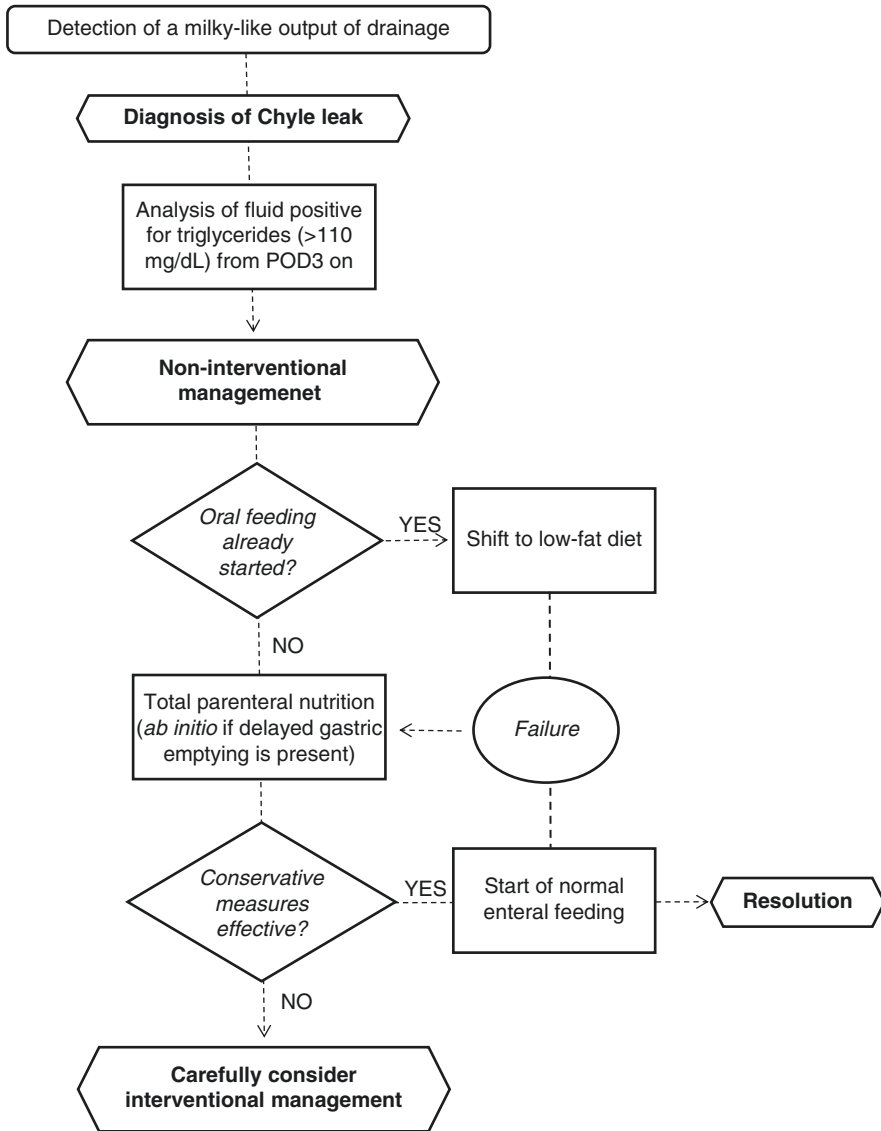 Detection of a milky-like output of drainage
Diagnosis of Chyle leak
Analysis of fluid positive
for triglycerides (>110
mg/dL) from POD3 on
Non-interventional
managemenet
Oral feeding
already
started?
YES
Shift to low-fat diet
NO
Total parenteral nutrition
(ab initio if delayed gastric
emptying is present)
Failure
Conservative
measures
effective?
YES
Start of normal
enteral feeding
Resolution
NO
Carefully consider
interventional management